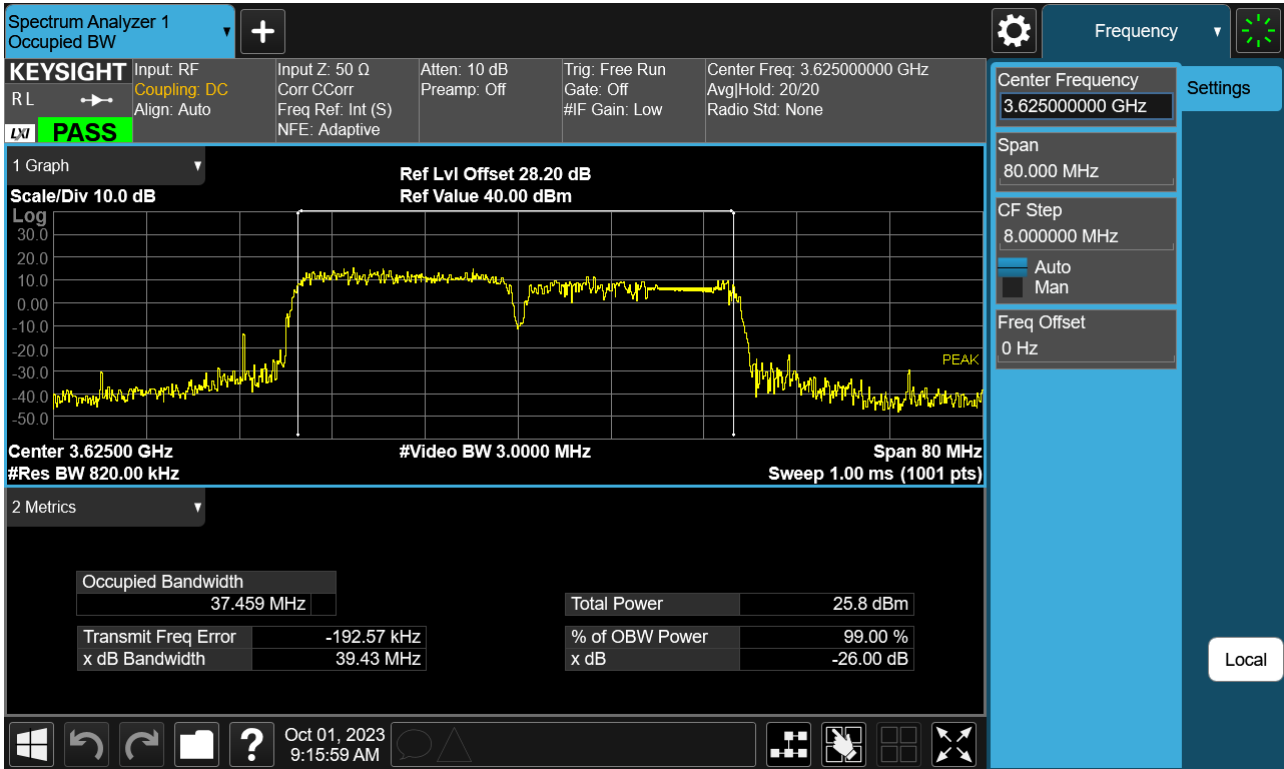 Spectrum Analyzer 1
Occupied BW
+
Frequency
KEYSIGHT
R L
LXI PASS
Input: RF
Coupling: DC
Align: Auto
Input Z: 50 Ω
Corr CCorr
Freq Ref: Int (S)
NFE: Adaptive
Atten: 10 dB
Preamp: Off
Trig: Free Run
Gate: Off
#IF Gain: Low
Center Freq: 3.625000000 GHz
Avg|Hold: 20/20
Radio Std: None
1 Graph
Scale/Div 10.0 dB
Ref Lvl Offset 28.20 dB
Ref Value 40.00 dBm
Log
30.0
20.0
10.0
0.00
-10.0
-20.0
-30.0
-40.0
-50.0
PEAK
Center 3.62500 GHz
#Video BW 3.0000 MHz
Span 80 MHz
#Res BW 820.00 kHz
Sweep 1.00 ms (1001 pts)
2 Metrics
Occupied Bandwidth
37.459 MHz
Transmit Freq Error -192.57 kHz
x dB Bandwidth 39.43 MHz
Total Power 25.8 dBm
% of OBW Power 99.00 %
x dB -26.00 dB
Center Frequency
3.625000000 GHz
Span
80.000 MHz
CF Step
8.000000 MHz
Auto
Man
Freq Offset
0 Hz
Settings
Local
?
Oct 01, 2023
9:15:59 AM